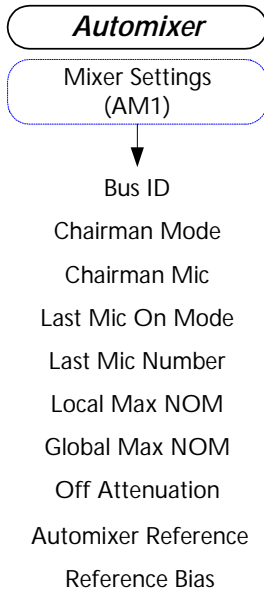 Automixer
Mixer Settings
(AM1)
Bus ID
Chairman Mode
Chairman Mic
Last Mic On Mode
Last Mic Number
Local Max NOM
Global Max NOM
Off Attenuation
Automixer Reference
Reference Bias